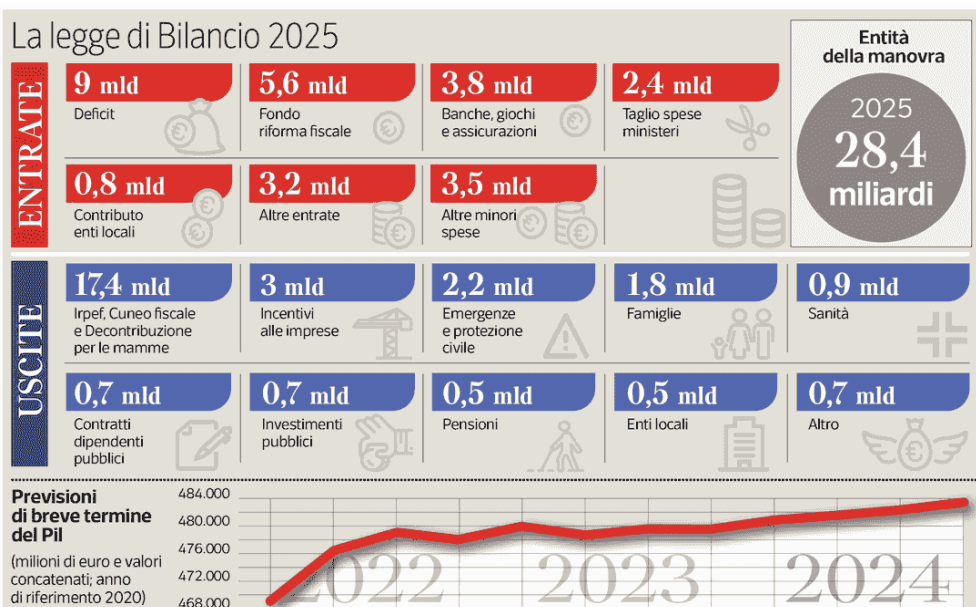 La legge di Bilancio 2025
Entità
della manovra
2025
28,4
miliardi
ENTRATE
9 mld
Deficit
5,6 mld
Fondo
riforma fiscale
3,8 mld
Banche, giochi
e assicurazioni
2,4 mld
Taglio spese
ministeri
0,8 mld
Contributo
enti locali
3,2 mld
Altre entrate
3,5 mld
Altre minori
spese
USCITE
17,4 mld
Irpef, Cuneo fiscale
e Decontribuzione
per le mamme
3 mld
Incentivi
alle imprese
2,2 mld
Emergenze
e protezione
civile
1,8 mld
Famiglie
0,9 mld
Sanità
0,7 mld
Contratti
dipendenti
pubblici
0,7 mld
Investimenti
pubblici
0,5 mld
Pensioni
0,5 mld
Enti locali
0,7 mld
Altro
Previsioni
di breve termine
del Pil
(milioni di euro e valori
concatenati; anno
di riferimento 2020)
484.000
480.000
476.000
472.000
468.000
2022
2023
2024